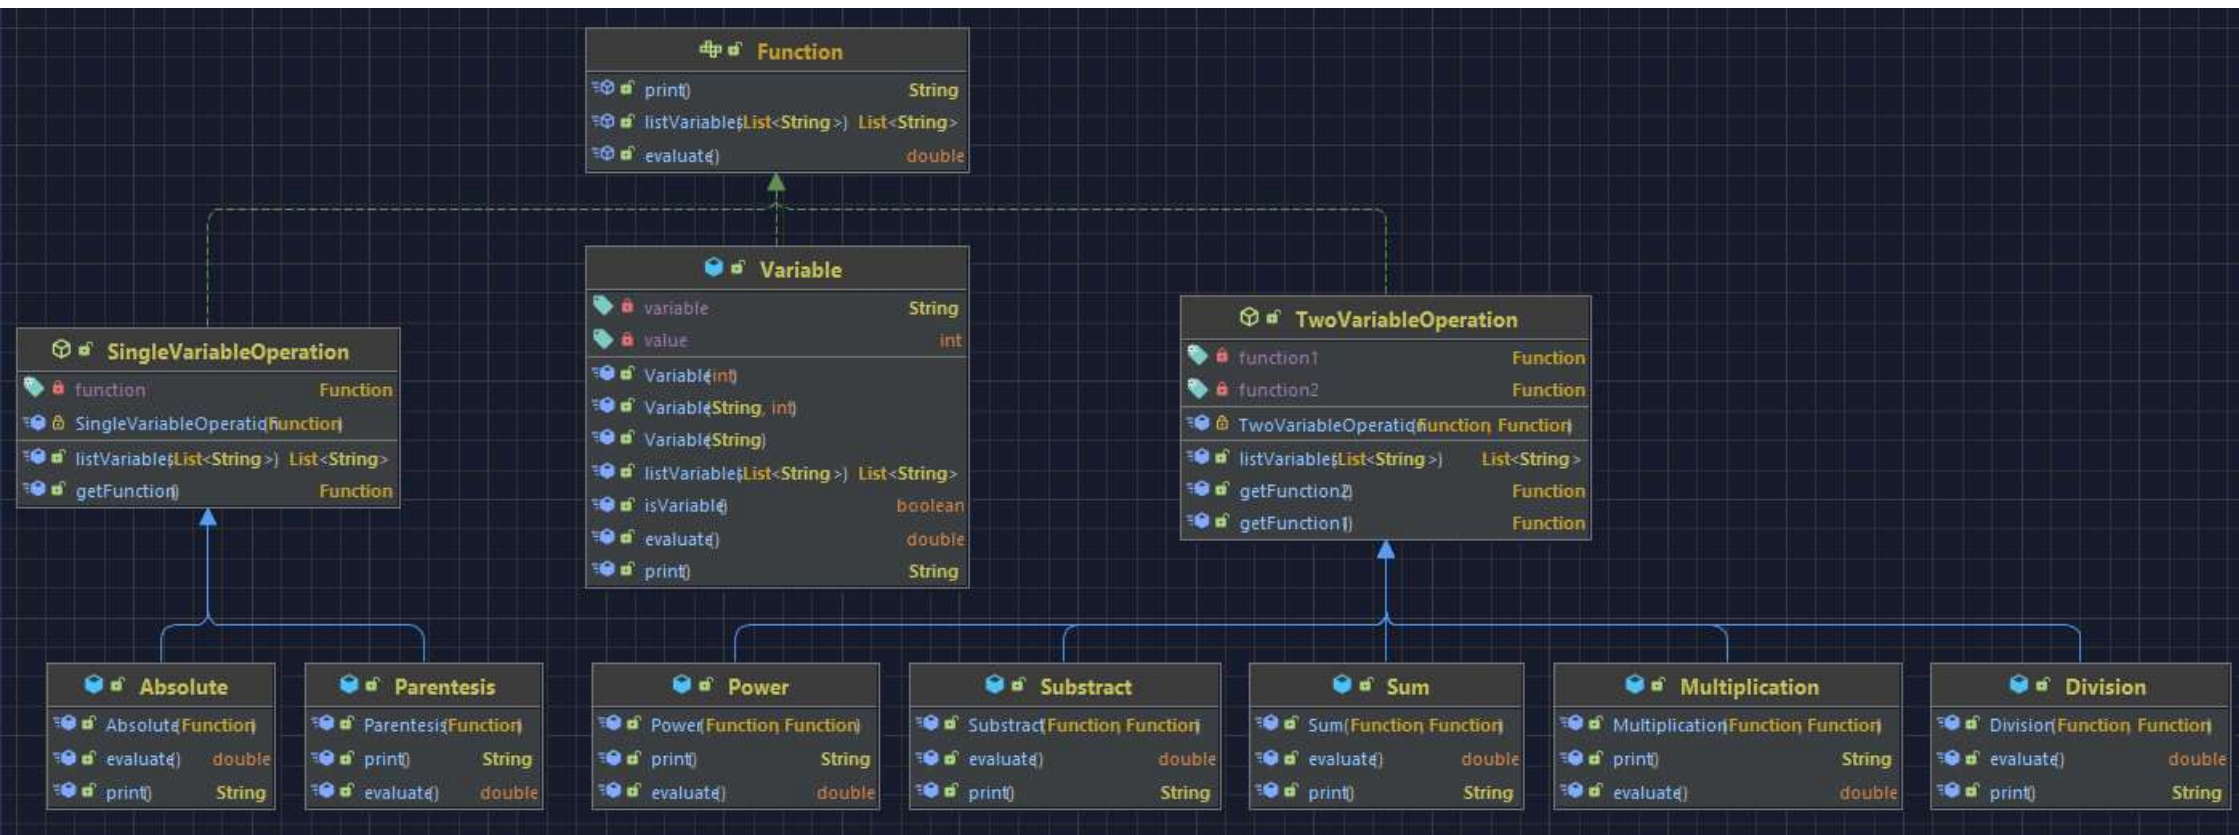 Function
print() String
listVariables(List<String>) List<String>
evaluate() double
SingleVariableOperation
function Function
SingleVariableOperation(Function)
listVariables(List<String>) List<String>
getFunction() Function
Variable
variable String
value int
Variable(int)
Variable(String, int)
Variable(String)
listVariables(List<String>) List<String>
isVariable() boolean
evaluate() double
print() String
TwoVariableOperation
function1 Function
function2 Function
TwoVariableOperation(Function, Function)
listVariables(List<String>) List<String>
getFunction2() Function
getFunction1() Function
Absolute
Absolute(Function)
evaluate() double
print() String
Parentesis
Parentesis(Function)
print() String
evaluate() double
Power
Power(Function, Function)
print() String
evaluate() double
Substract
Substract(Function, Function)
evaluate() double
print() String
Sum
Sum(Function, Function)
evaluate() double
print() String
Multiplication
Multiplication(Function, Function)
print() String
evaluate() double
Division
Division(Function, Function)
evaluate() double
print() String